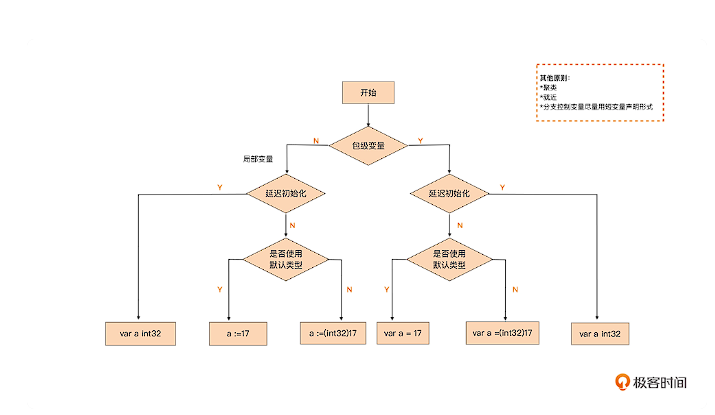 其他原则：
*聚类
*就近
*分支控制变量尽量用短变量声明形式
开始
N
包级变量
Y
局部变量
Y
延迟初始化
延迟初始化
Y
N
N
是否使用
默认类型
是否使用
默认类型
Y
N
Y
N
var a int32
a :=17
a :=(int32)17
var a = 17
var a =(int32)17
var a int32
极客时间